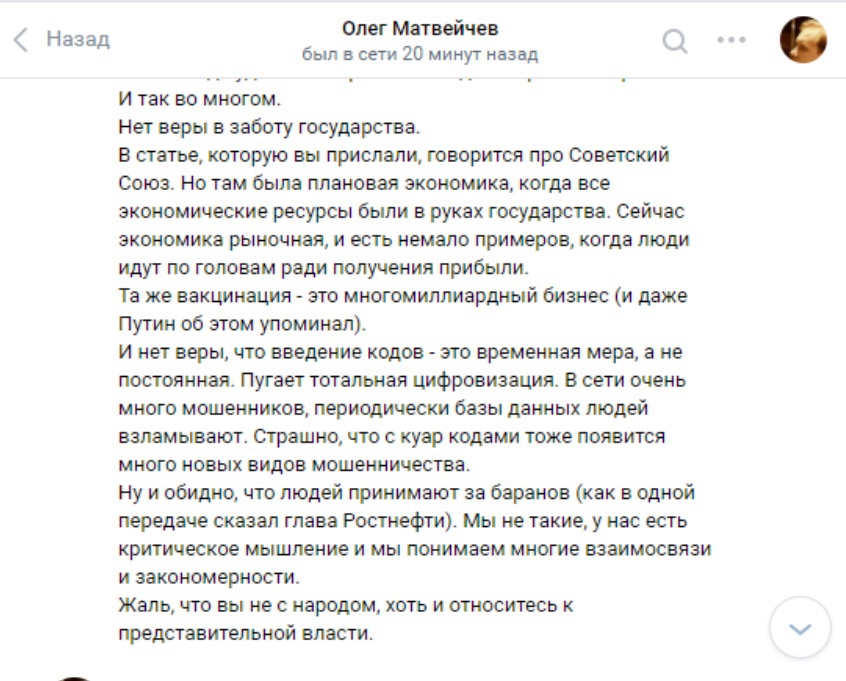 Назад
Олег Матвейчев
был в сети 20 минут назад
И так во многом.
Нет веры в заботу государства.
В статье, которую вы прислали, говорится про Советский
Союз. Но там была плановая экономика, когда все
экономические ресурсы были в руках государства. Сейчас
экономика рыночная, и есть немало примеров, когда люди
идут по головам ради получения прибыли.
Та же вакцинация - это многомиллиардный бизнес (и даже
Путин об этом упоминал).
И нет веры, что введение кодов - это временная мера, а не
постоянная. Пугает тотальная цифровизация. В сети очень
много мошенников, периодически базы данных людей
взламывают. Страшно, что с куар кодами тоже появится
много новых видов мошенничества.
Ну и обидно, что людей принимают за баранов (как в одной
передаче сказал глава Ростнефти). Мы не такие, у нас есть
критическое мышление и мы понимаем многие взаимосвязи
и закономерности.
Жаль, что вы не с народом, хоть и относитесь к
представительной власти.